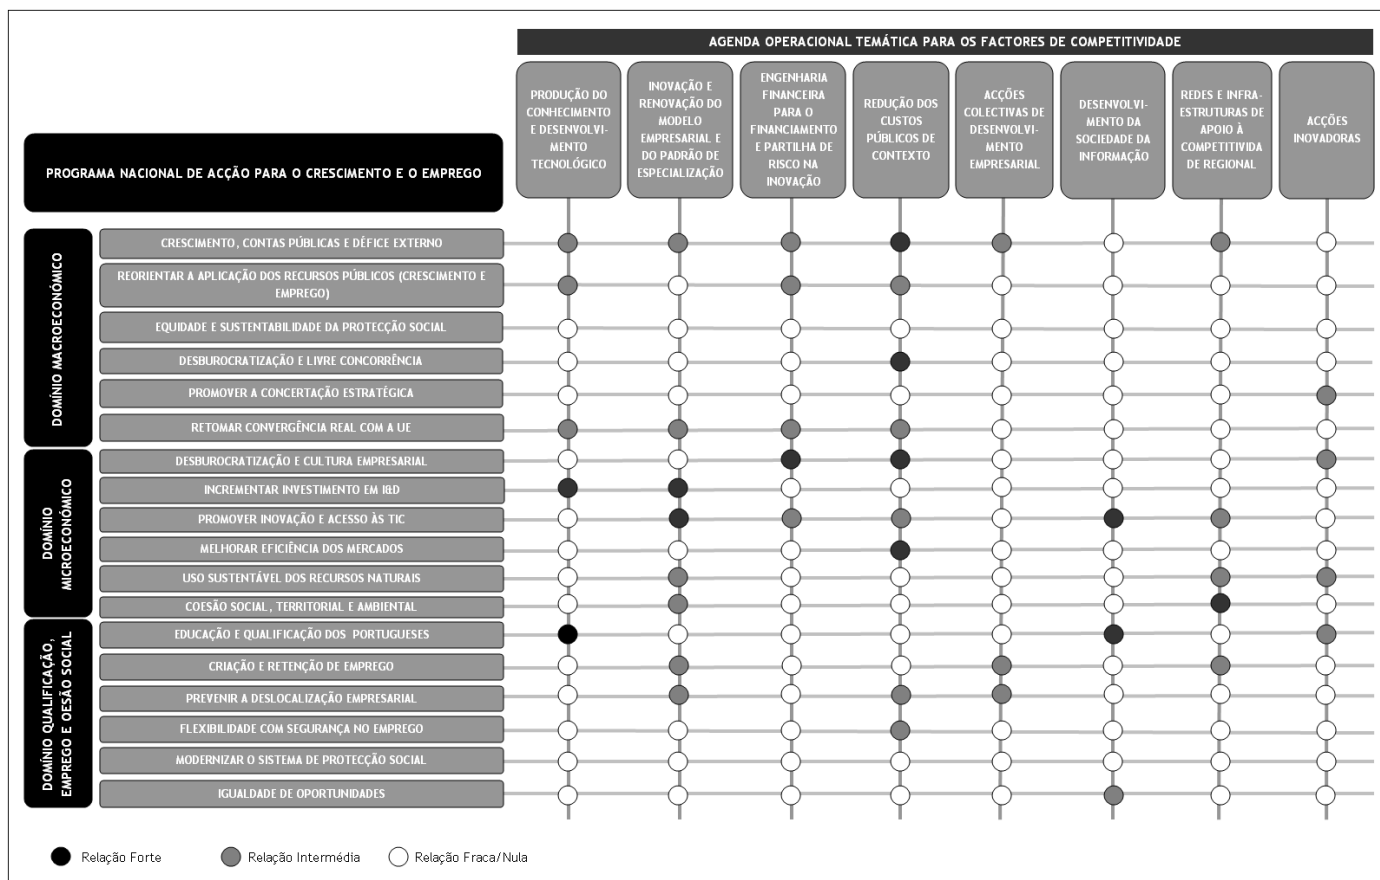 AGENDA OPERACIONAL TEMÁTICA PARA OS FACTORES DE COMPETITIVIDADE
PRODUÇÃO DO
CONHECIMENTO
E DESENVOLVI-
MENTO
TECNOLÓGICO
INOVAÇÃO E
RENOVAÇÃO DO
MODELO
EMPRESARIAL E
DO PADRÃO DE
ESPECIALIZAÇÃO
ENGENHARIA
FINANCEIRA
PARA O
FINANCIAMENTO
E PARTILHA DE
RISCO NA
INOVAÇÃO
REDUÇÃO DOS
CUSTOS
PÚBLICOS DE
CONTEXTO
ACÇÕES
COLECTIVAS DE
DESENVOLVI-
MENTO
EMPRESARIAL
DESENVOLVI-
MENTO DA
SOCIEDADE DA
INFORMAÇÃO
REDES E INFRA-
ESTRUTURAS DE
APOIO À
COMPETITIVIDA
DE REGIONAL
ACÇÕES
INOVADORAS
PROGRAMA NACIONAL DE ACÇÃO PARA O CRESCIMENTO E O EMPREGO
DOMÍNIO MACROECONÓMICO
CRESCIMENTO, CONTAS PÚBLICAS E DÉFICE EXTERNO
REORIENTAR A APLICAÇÃO DOS RECURSOS PÚBLICOS (CRESCIMENTO E
EMPREGO)
EQUIDADE E SUSTENTABILIDADE DA PROTECÇÃO SOCIAL
DESBUROCRATIZAÇÃO E LIVRE CONCORRÊNCIA
PROMOVER A CONCERTAÇÃO ESTRATÉGICA
RETOMAR CONVERGÊNCIA REAL COM A UE
DOMÍNIO
MICROECONÓMICO
DESBUROCRATIZAÇÃO E CULTURA EMPRESARIAL
INCREMENTAR INVESTIMENTO EM I&D
PROMOVER INOVAÇÃO E ACESSO ÀS TIC
MELHORAR EFICIÊNCIA DOS MERCADOS
USO SUSTENTÁVEL DOS RECURSOS NATURAIS
COESÃO SOCIAL, TERRITORIAL E AMBIENTAL
DOMÍNIO QUALIFICAÇÃO,
EMPREGO E OESÃO SOCIAL
EDUCAÇÃO E QUALIFICAÇÃO DOS PORTUGUESES
CRIAÇÃO E RETENÇÃO DE EMPREGO
PREVENIR A DESLOCALIZAÇÃO EMPRESARIAL
FLEXIBILIDADE COM SEGURANÇA NO EMPREGO
MODERNIZAR O SISTEMA DE PROTECÇÃO SOCIAL
IGUALDADE DE OPORTUNIDADES
Relação Forte
Relação Intermédia
Relação Fraca/Nula